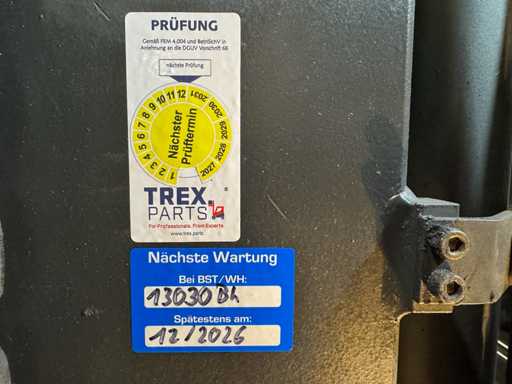 PRÜFUNG
Gemäß FEM 4.004 und BetrSichV in
Anlehnung an die DGUV Vorschrift 68
nächste Prüfung
1 2 3 4 5 6 7 8 9 10 11 12
2031 2030 2029 2028 2027
Nächster
Prüftermin
TREX.
PARTS
For Professionals. From Experts.
www.trex.parts
Nächste Wartung
Bei BST/WH:
13030 Bh
Spätestens am:
12/2026